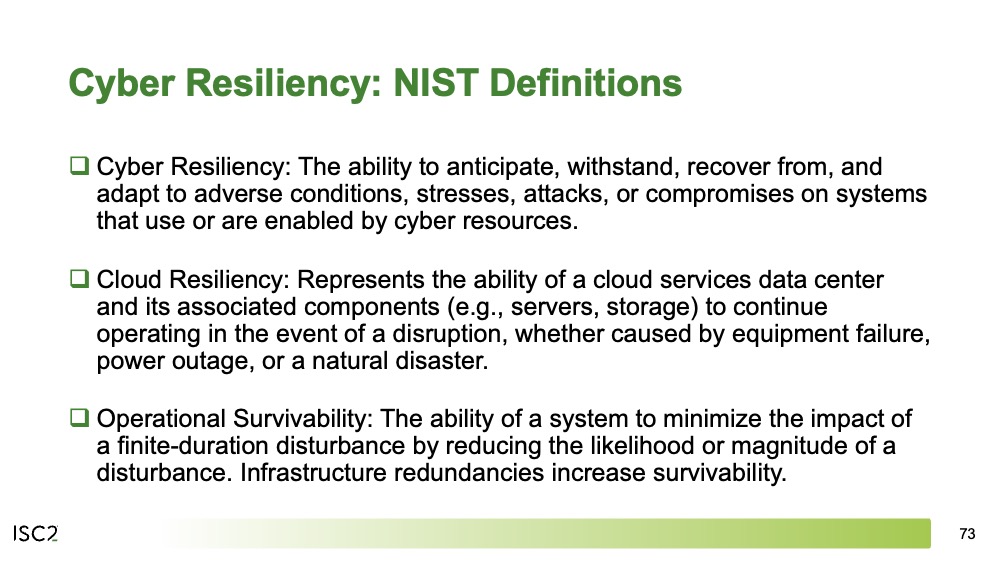 Cyber Resiliency: NIST Definitions
Cyber Resiliency: The ability to anticipate, withstand, recover from, and
adapt to adverse conditions, stresses, attacks, or compromises on systems
that use or are enabled by cyber resources.
Cloud Resiliency: Represents the ability of a cloud services data center
and its associated components (e.g., servers, storage) to continue
operating in the event of a disruption, whether caused by equipment failure,
power outage, or a natural disaster.
Operational Survivability: The ability of a system to minimize the impact of
a finite-duration disturbance by reducing the likelihood or magnitude of a
disturbance. Infrastructure redundancies increase survivability.
ISC2
73